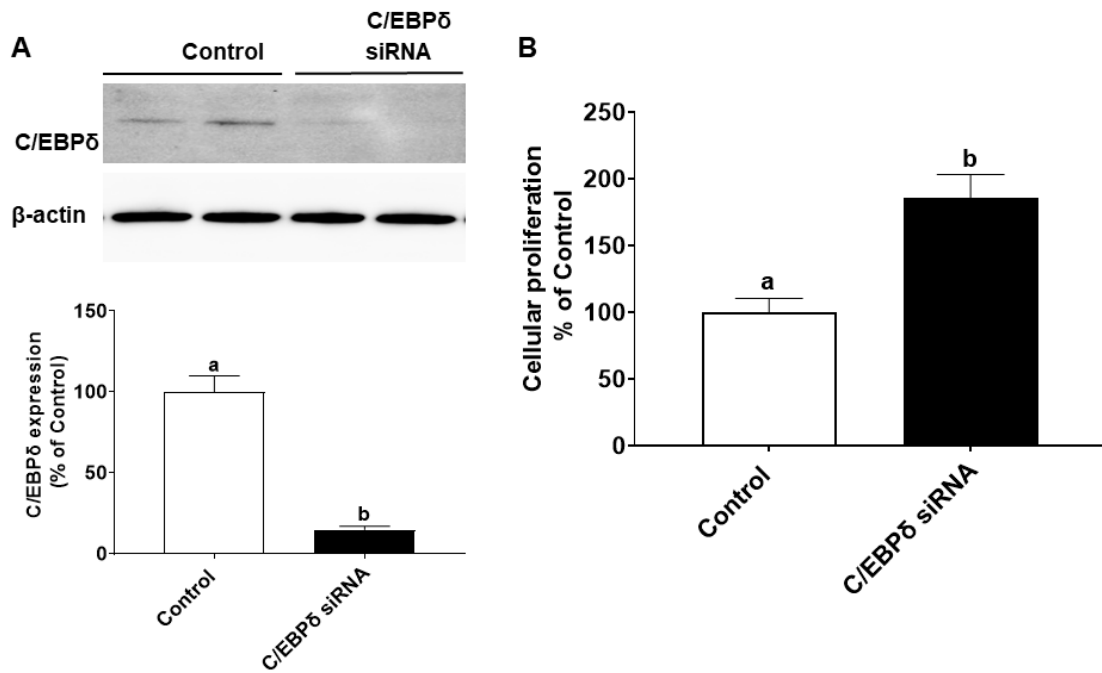 A
Control
C/EBPδ
siRNA
C/EBPδ
β-actin
150
100
50
0
C/EBPδ expression
(% of Control)
a
b
Control
C/EBPδ siRNA
B
250
200
150
100
50
0
Cellular proliferation
% of Control
a
b
Control
C/EBPδ siRNA